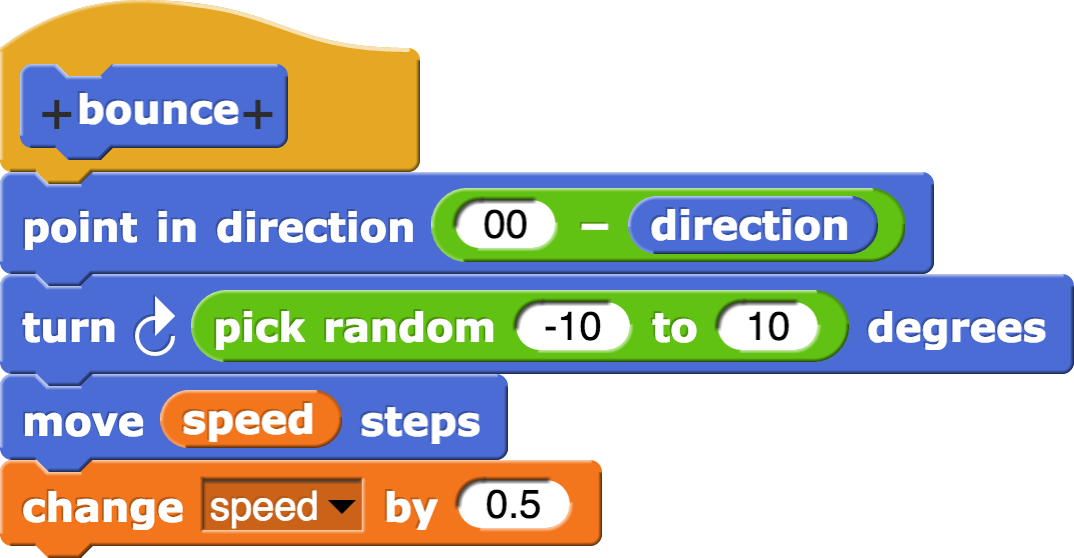 +bounce+
point in direction 00 − direction
turn ↻ pick random -10 to 10 degrees
move speed steps
change speed by 0.5